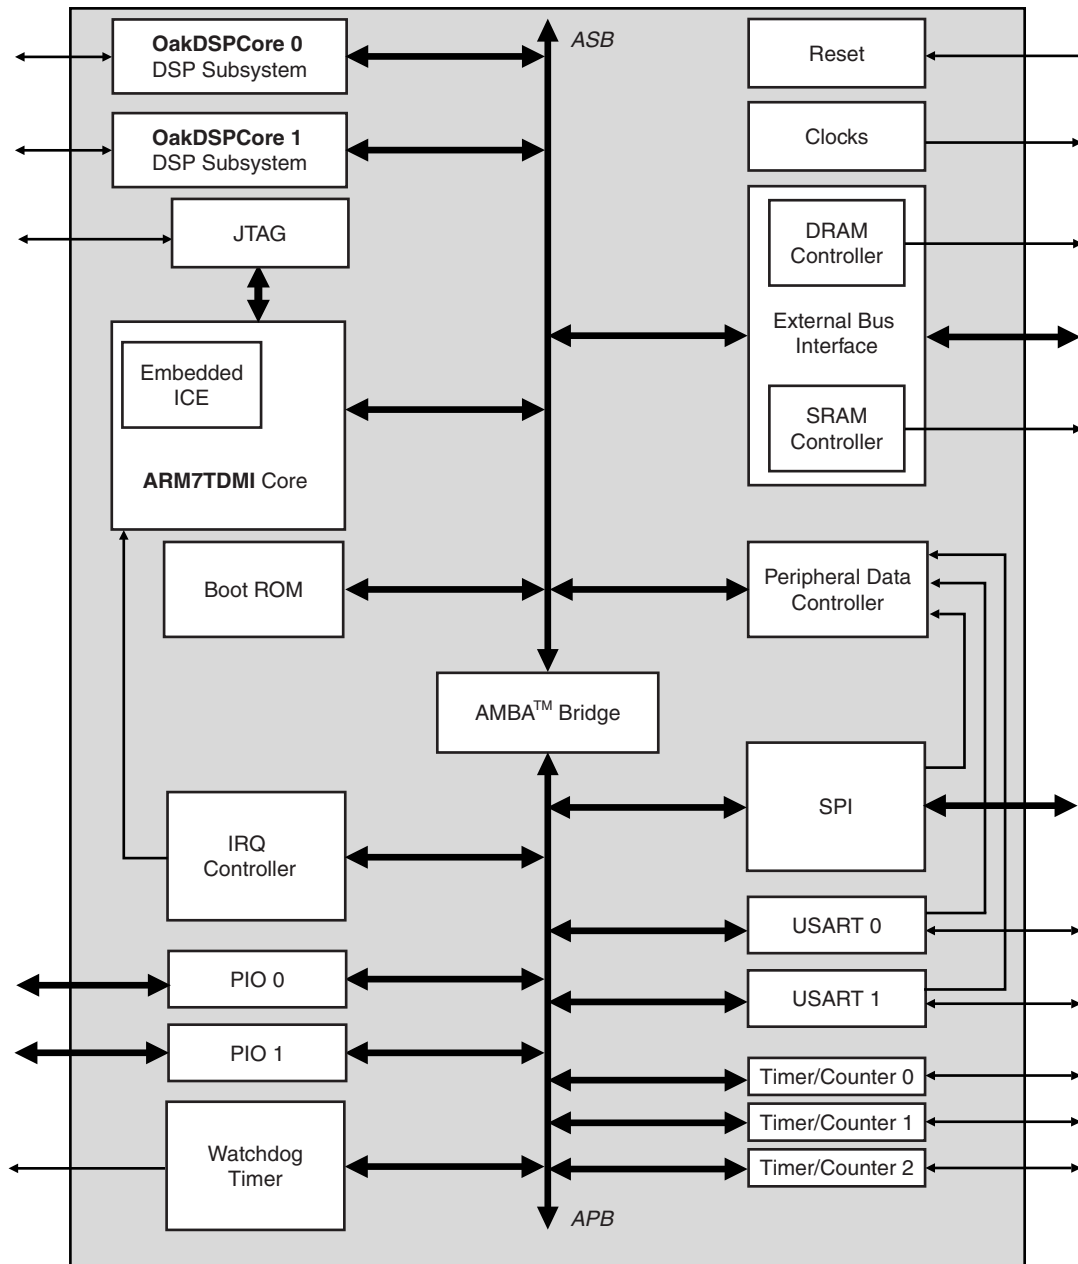 OakDSPCore 0
DSP Subsystem
ASB
Reset
OakDSPCore 1
DSP Subsystem
Clocks
JTAG
DRAM
Controller
External Bus
Interface
SRAM
Controller
Embedded
ICE
ARM7TDMI Core
Boot ROM
Peripheral Data
Controller
AMBA™ Bridge
SPI
IRQ
Controller
USART 0
PIO 0
USART 1
PIO 1
Timer/Counter 0
Timer/Counter 1
Watchdog
Timer
Timer/Counter 2
APB